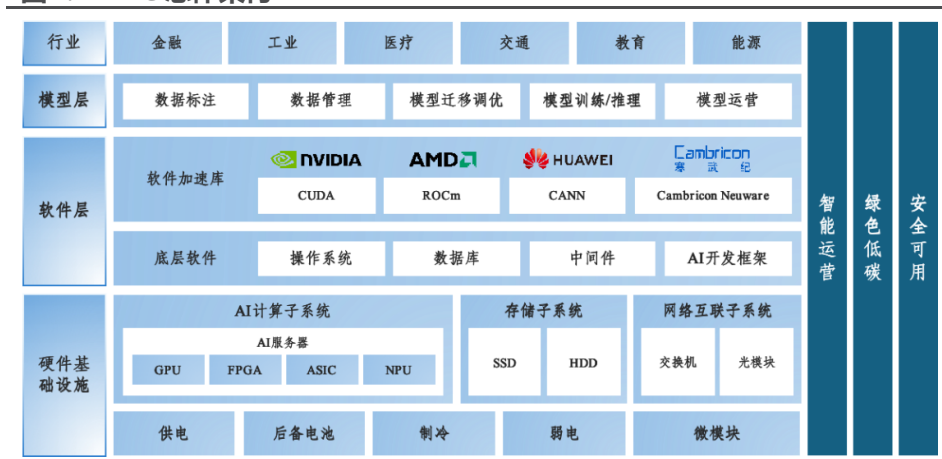 行业
金融
工业
医疗
交通
教育
能源
模型层
数据标注
数据管理
模型迁移调优
模型训练/推理
模型运营
软件层
软件加速库
NVIDIA
AMD
HUAWEI
Cambricon
寒武纪
CUDA
ROCm
CANN
Cambricon Neuware
底层软件
操作系统
数据库
中间件
AI开发框架
硬件基
础设施
AI计算子系统
AI服务器
GPU
FPGA
ASIC
NPU
存储子系统
SSD
HDD
网络互联子系统
交换机
光模块
供电
后备电池
制冷
弱电
微模块
智能运营
绿色低碳
安全可用